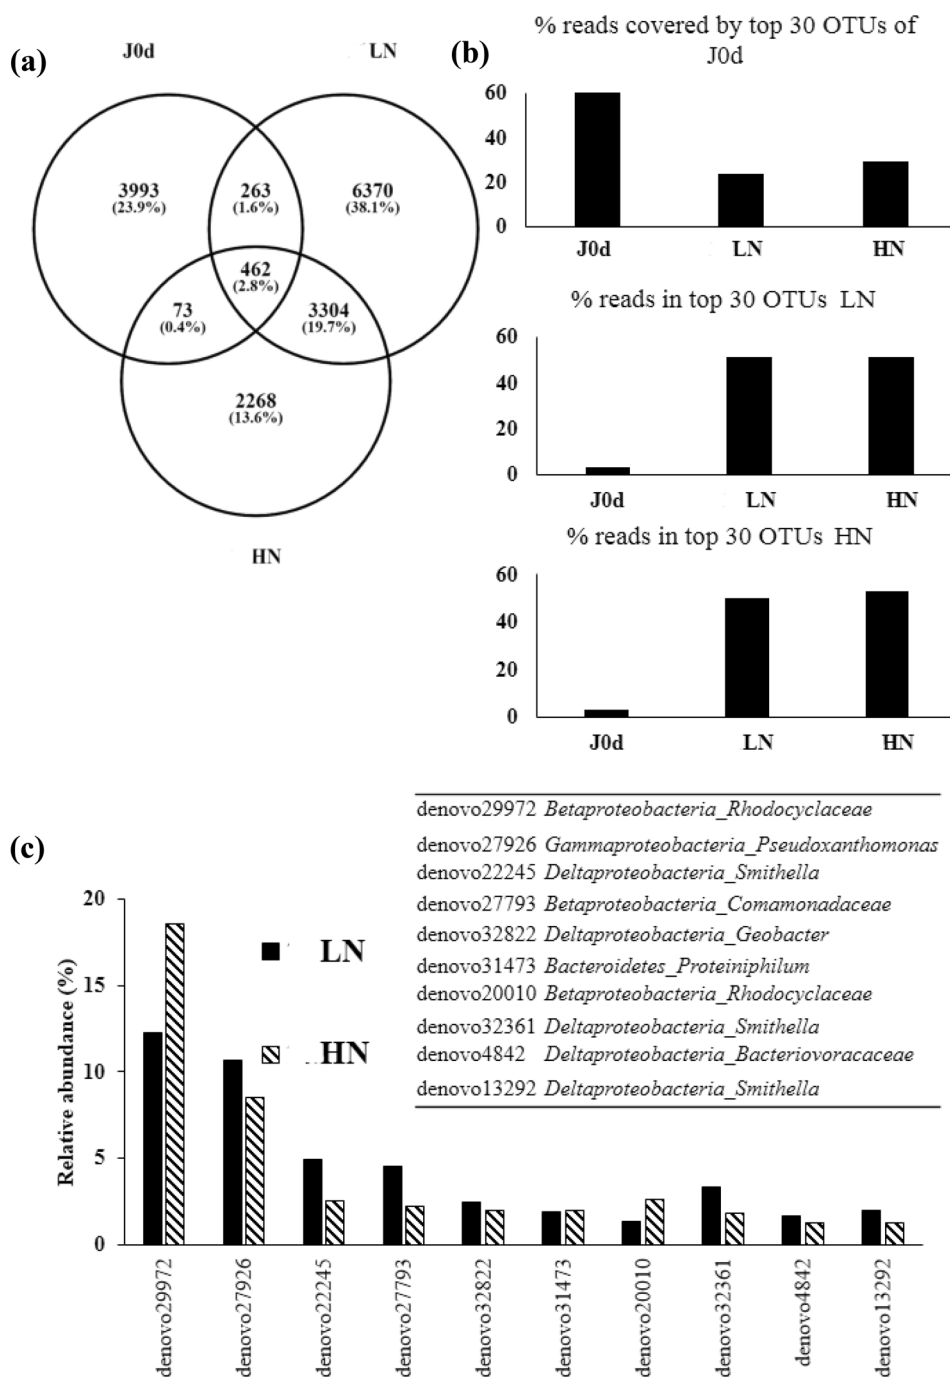 (a)
J0d
LN
3993
(23.9%)
263
(1.6%)
6370
(38.1%)
462
(2.8%)
73
(0.4%)
3304
(19.7%)
2268
(13.6%)
HN
(b)
% reads covered by top 30 OTUs of
J0d
60
40
20
0
J0d LN HN
% reads in top 30 OTUs LN
60
40
20
0
J0d LN HN
% reads in top 30 OTUs HN
60
40
20
0
J0d LN HN
(c)
denovo29972 Betaproteobacteria_Rhodocyclaceae
denovo27926 Gammaproteobacteria_Pseudoxanthomonas
denovo22245 Deltaproteobacteria_Smithella
denovo27793 Betaproteobacteria_Comamonadaceae
denovo32822 Deltaproteobacteria_Geobacter
denovo31473 Bacteroidetes_Proteiniphilum
denovo20010 Betaproteobacteria_Rhodocyclaceae
denovo32361 Deltaproteobacteria_Smithella
denovo4842 Deltaproteobacteria_Bacteriovoracaceae
denovo13292 Deltaproteobacteria_Smithella
Relative abundance (%)
20
15
10
5
0
LN
HN
denovo29972
denovo27926
denovo22245
denovo27793
denovo32822
denovo31473
denovo20010
denovo32361
denovo4842
denovo13292